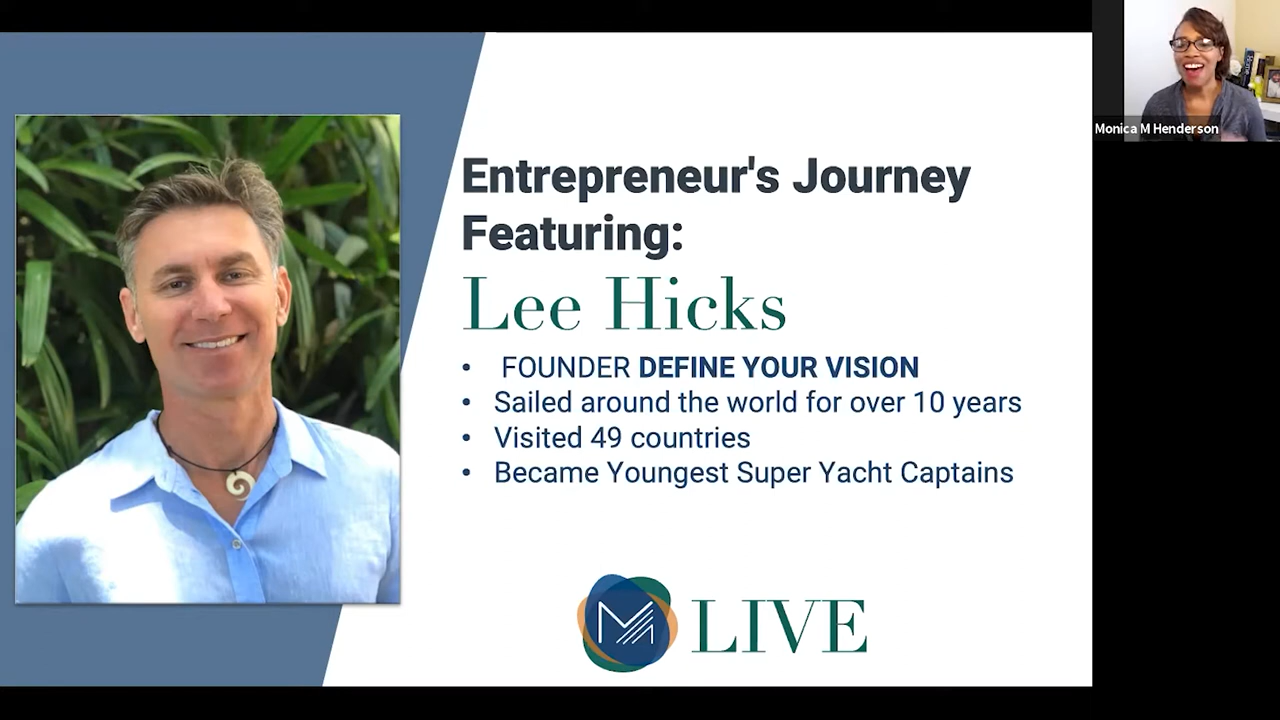 Entrepreneur's Journey
Featuring:
Lee Hicks
• FOUNDER DEFINE YOUR VISION
• Sailed around the world for over 10 years
• Visited 49 countries
• Became Youngest Super Yacht Captains
M LIVE
Monica M Henderson